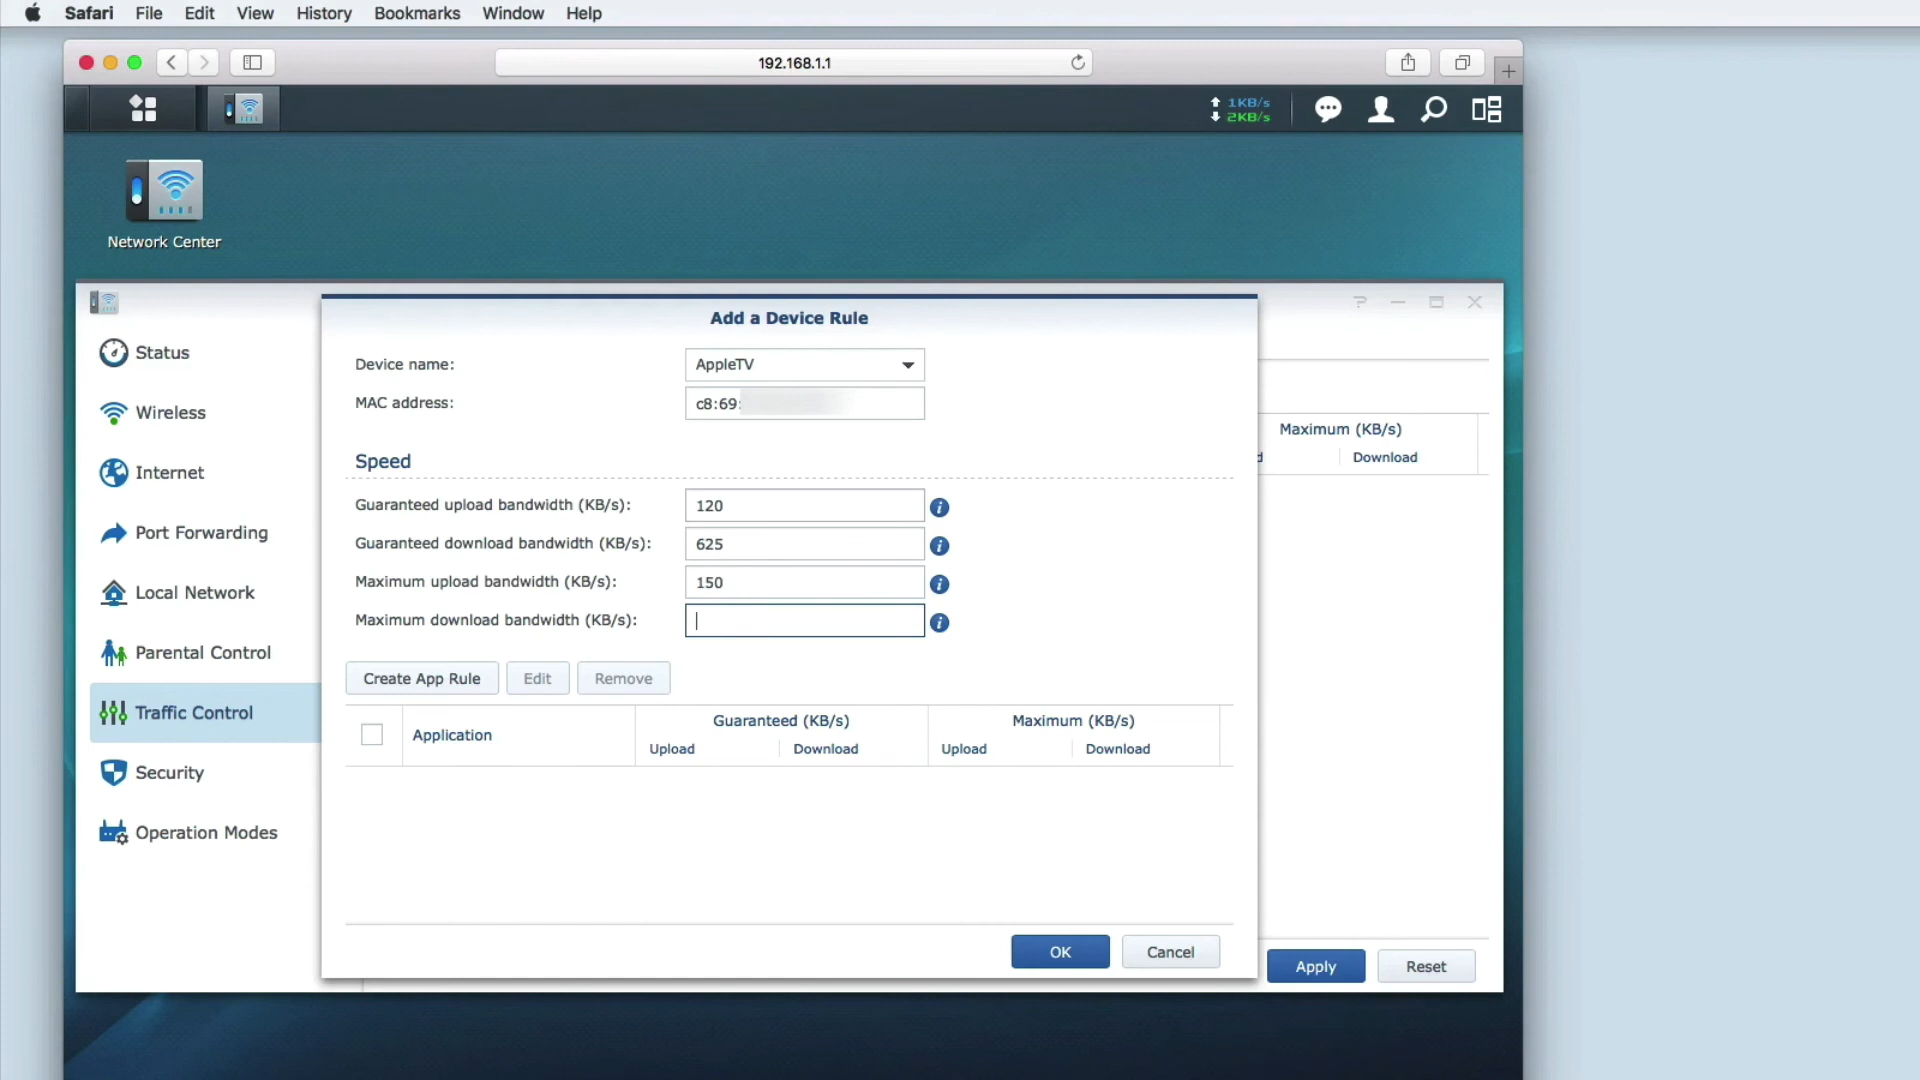 Safari File Edit View History Bookmarks Window Help
192.168.1.1
1KB/s
2KB/s
Network Center
Add a Device Rule
Status
Wireless
Internet
Port Forwarding
Local Network
Parental Control
Traffic Control
Security
Operation Modes
Device name: AppleTV
MAC address: c8:69:
Speed
Guaranteed upload bandwidth (KB/s): 120
Guaranteed download bandwidth (KB/s): 625
Maximum upload bandwidth (KB/s): 150
Maximum download bandwidth (KB/s):
Create App Rule Edit Remove
Application
Guaranteed (KB/s) Maximum (KB/s)
Upload Download Upload Download
OK Cancel
Maximum (KB/s)
d Download
Apply Reset